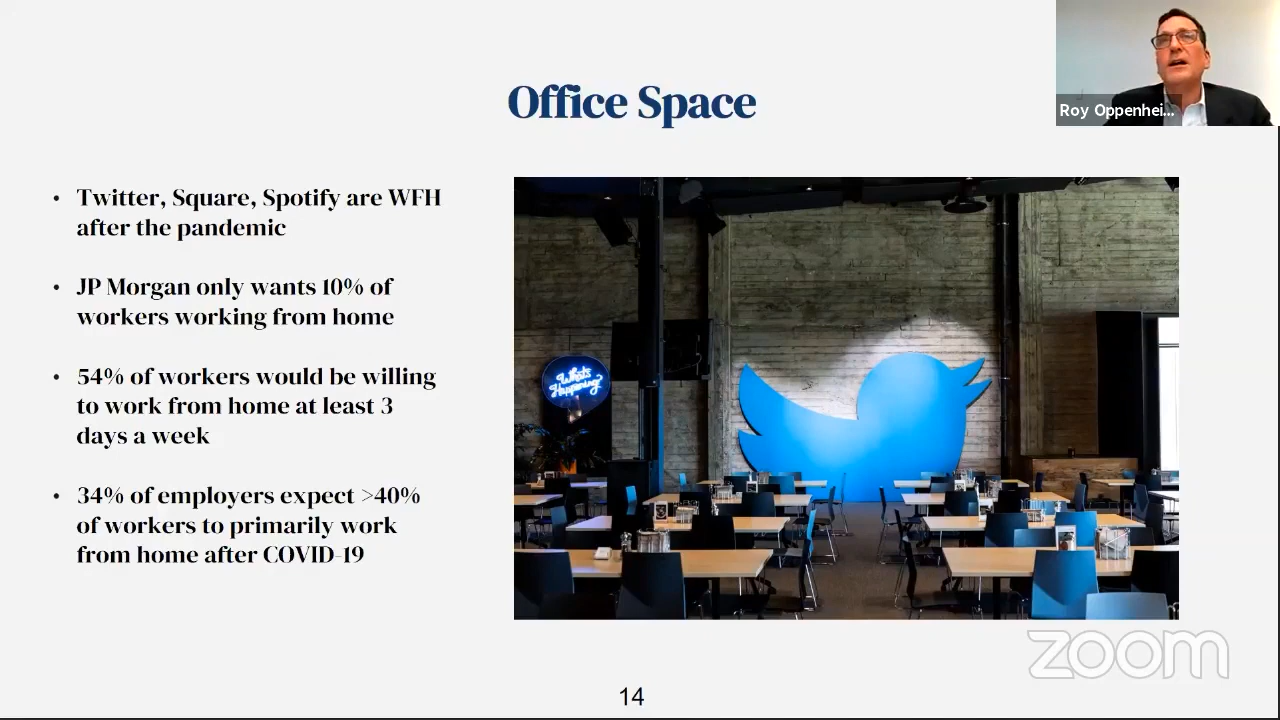 Office Space
Roy Oppenhei...
• Twitter, Square, Spotify are WFH
after the pandemic
• JP Morgan only wants 10% of
workers working from home
• 54% of workers would be willing
to work from home at least 3
days a week
• 34% of employers expect >40%
of workers to primarily work
from home after COVID-19
What's
Happening?
zoom
14